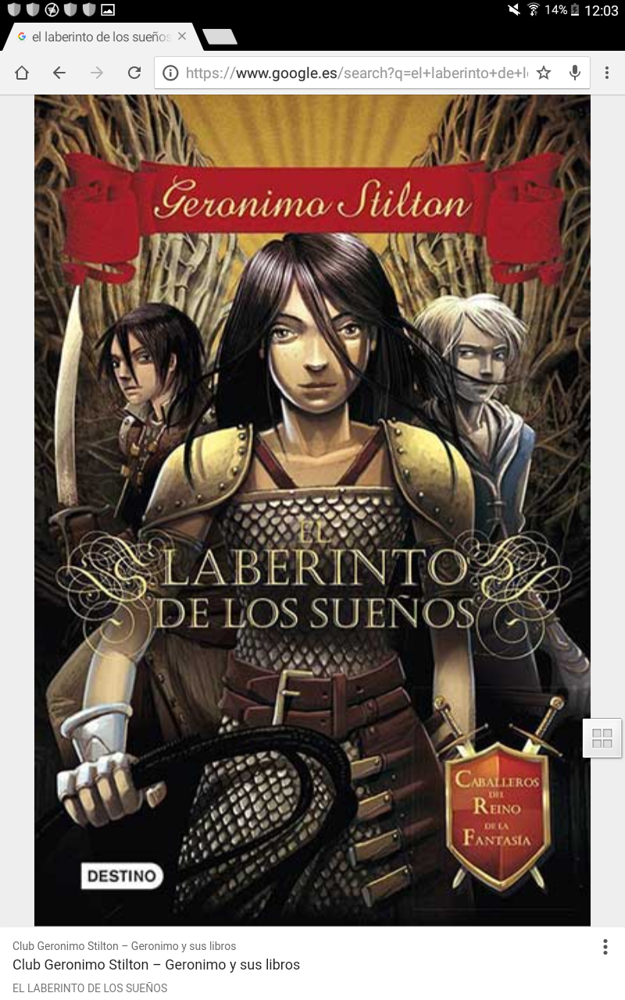 14% 12:03
el laberinto de los sueños
https://www.google.es/search?q=el+laberinto+de+l
Geronimo Stilton
EL
LABERINTO
DE LOS SUEÑOS
CABALLEROS
DEL
REINO
DE LA
FANTASÍA
DESTINO
Club Geronimo Stilton – Geronimo y sus libros
Club Geronimo Stilton – Geronimo y sus libros
EL LABERINTO DE LOS SUEÑOS